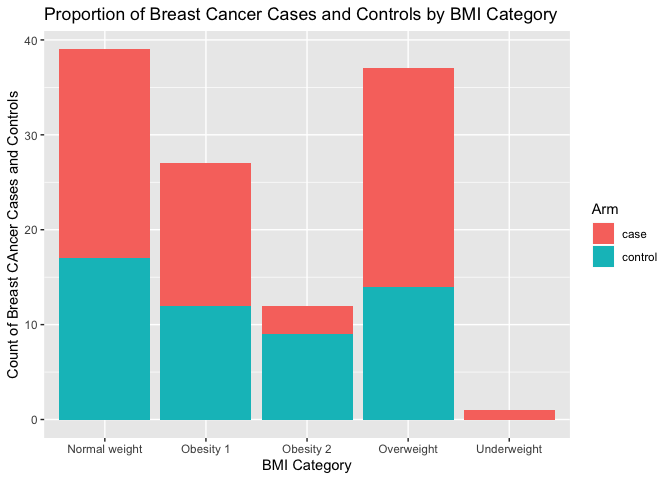 Proportion of Breast Cancer Cases and Controls by BMI Category
Count of Breast CAncer Cases and Controls
40
30
20
10
0
Normal weight
Obesity 1
Obesity 2
Overweight
Underweight
BMI Category
Arm
case
control